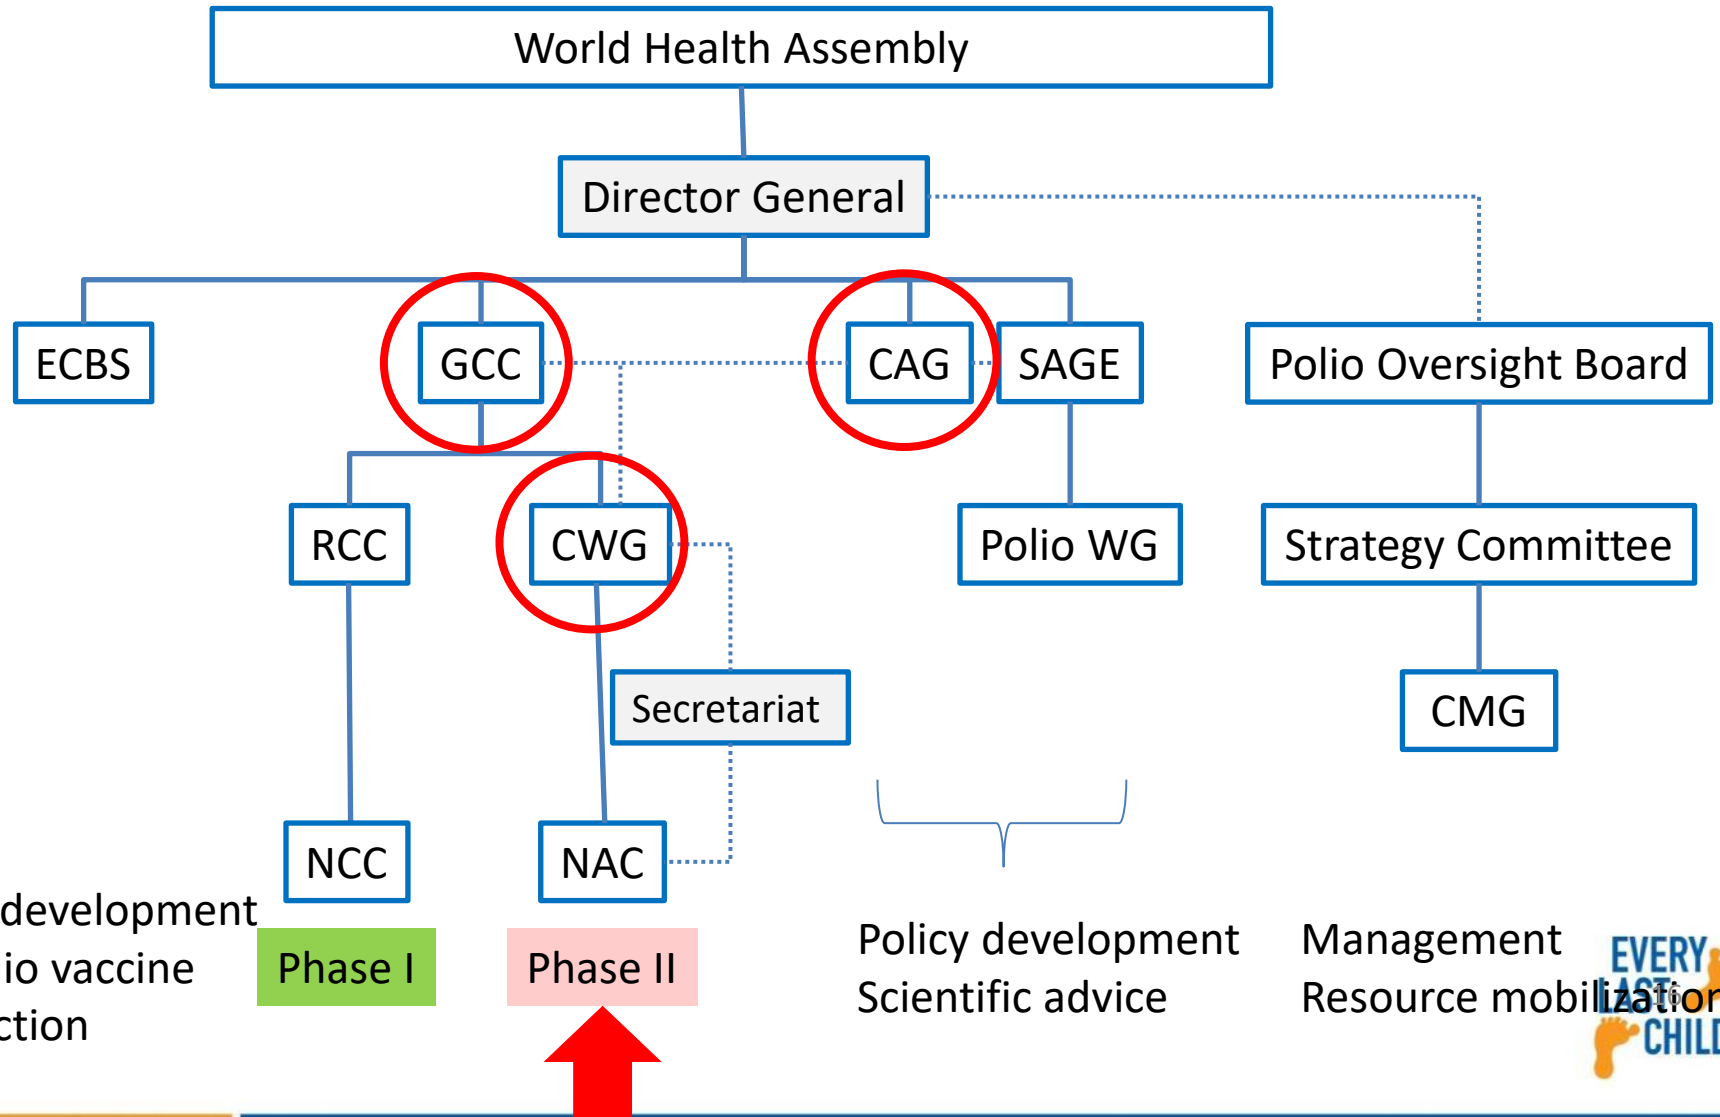 World Health Assembly
Director General
ECBS
GCC
CAG
SAGE
Polio Oversight Board
RCC
CWG
Polio WG
Strategy Committee
Secretariat
CMG
NCC
NAC
development
io vaccine
ction
Phase I
Phase II
Policy development
Scientific advice
Management
Resource mobilization
16
EVERY
LAST
CHILD